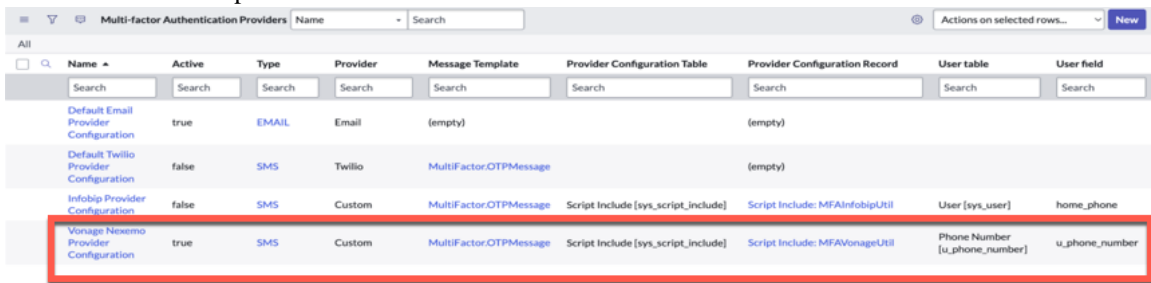 Multi-factor Authentication Providers Name Search Actions on selected rows... New
All
Name Active Type Provider Message Template Provider Configuration Table Provider Configuration Record User table User field
Search Search Search Search Search Search Search Search Search
Default Email
Provider
Configuration
true EMAIL Email (empty) (empty)
Default Twilio
Provider
Configuration
false SMS Twilio MultiFactor.OTPMessage (empty)
Infobip Provider
Configuration
false SMS Custom MultiFactor.OTPMessage Script Include [sys_script_include] Script Include: MFAInfobipUtil User [sys_user] home_phone
Vonage Nexemo
Provider
Configuration
true SMS Custom MultiFactor.OTPMessage Script Include [sys_script_include] Script Include: MFAVonageUtil
Phone Number
[u_phone_number]
u_phone_number